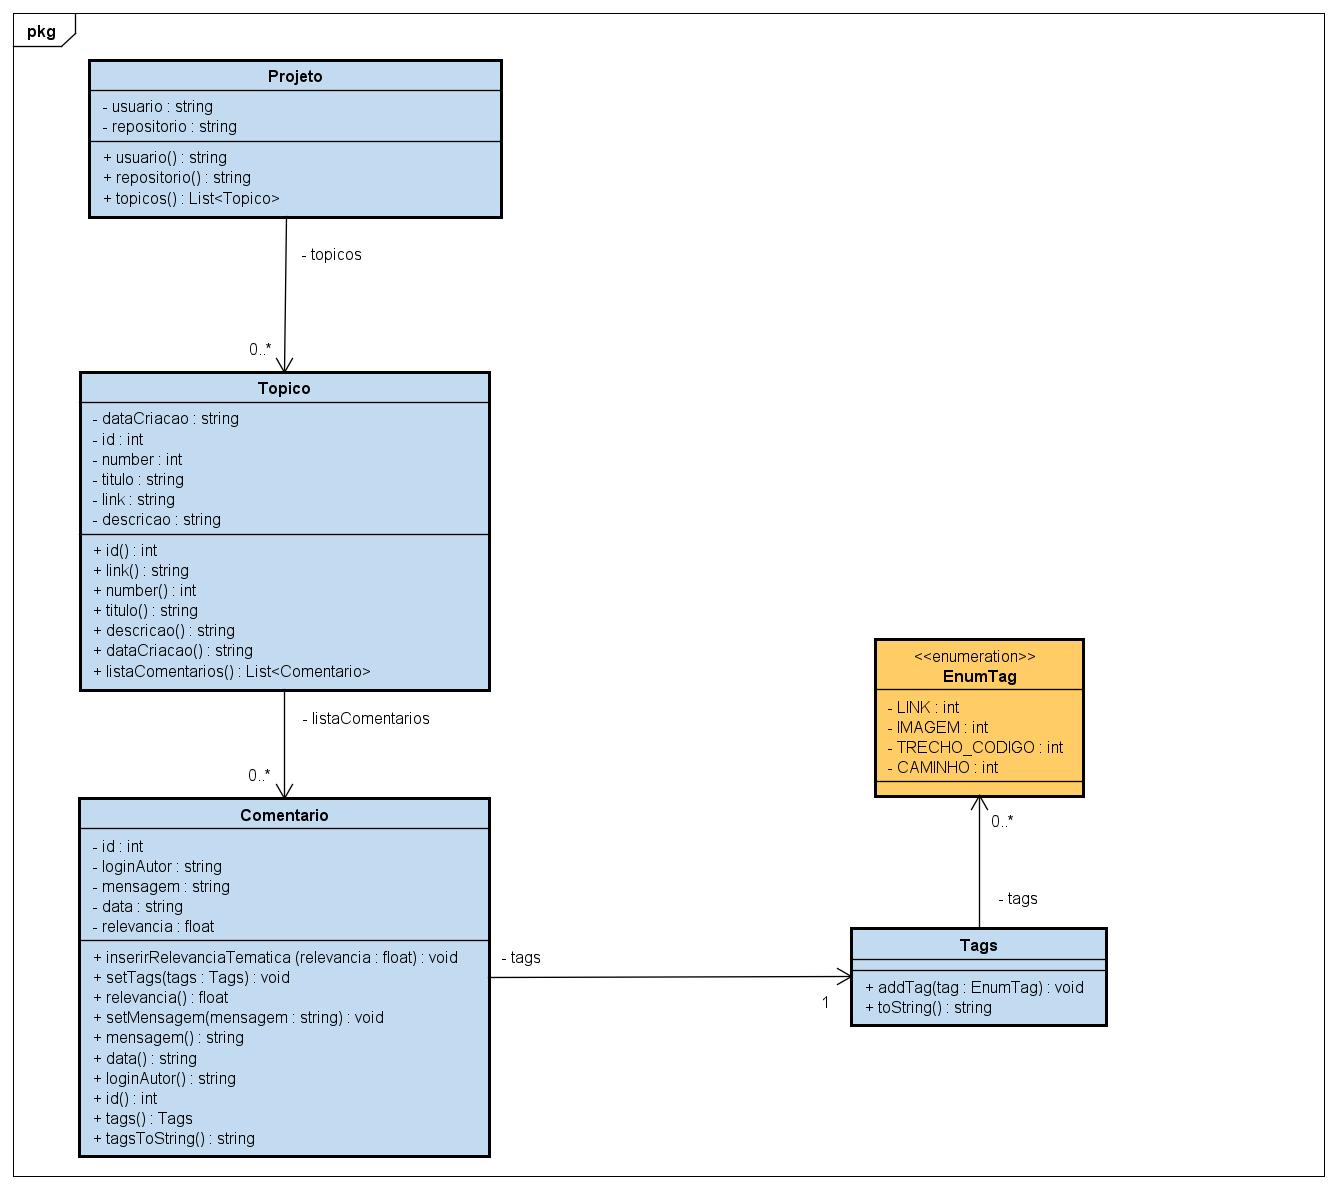 pkg
Projeto
- usuario : string
- repositorio : string
+ usuario() : string
+ repositorio() : string
+ topicos() : List<Topico>
- topicos
0..*
Topico
- dataCriacao : string
- id : int
- number : int
- titulo : string
- link : string
- descricao : string
+ id() : int
+ link() : string
+ number() : int
+ titulo() : string
+ descricao() : string
+ dataCriacao() : string
+ listaComentarios() : List<Comentario>
- listaComentarios
0..*
Comentario
- id : int
- loginAutor : string
- mensagem : string
- data : string
- relevancia : float
+ inserirRelevanciaTematica (relevancia : float) : void
+ setTags(tags : Tags) : void
+ relevancia() : float
+ setMensagem(mensagem : string) : void
+ mensagem() : string
+ data() : string
+ loginAutor() : string
+ id() : int
+ tags() : Tags
+ tagsToString() : string
- tags
1
<<enumeration>>
EnumTag
- LINK : int
- IMAGEM : int
- TRECHO_CODIGO : int
- CAMINHO : int
0..*
- tags
Tags
+ addTag(tag : EnumTag) : void
+ toString() : string